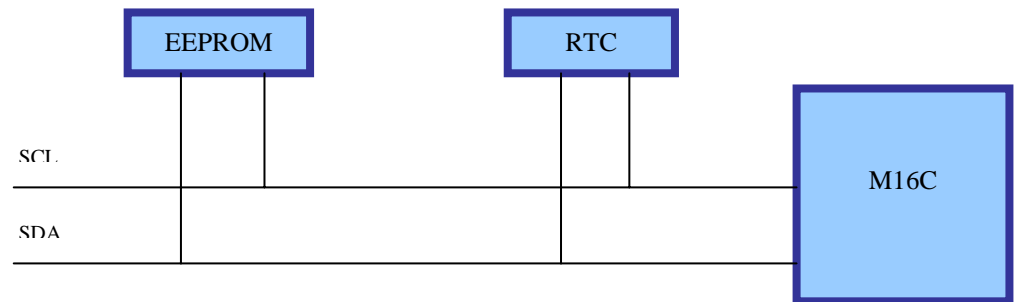 EEPROM
RTC
M16C
SCL
SDA